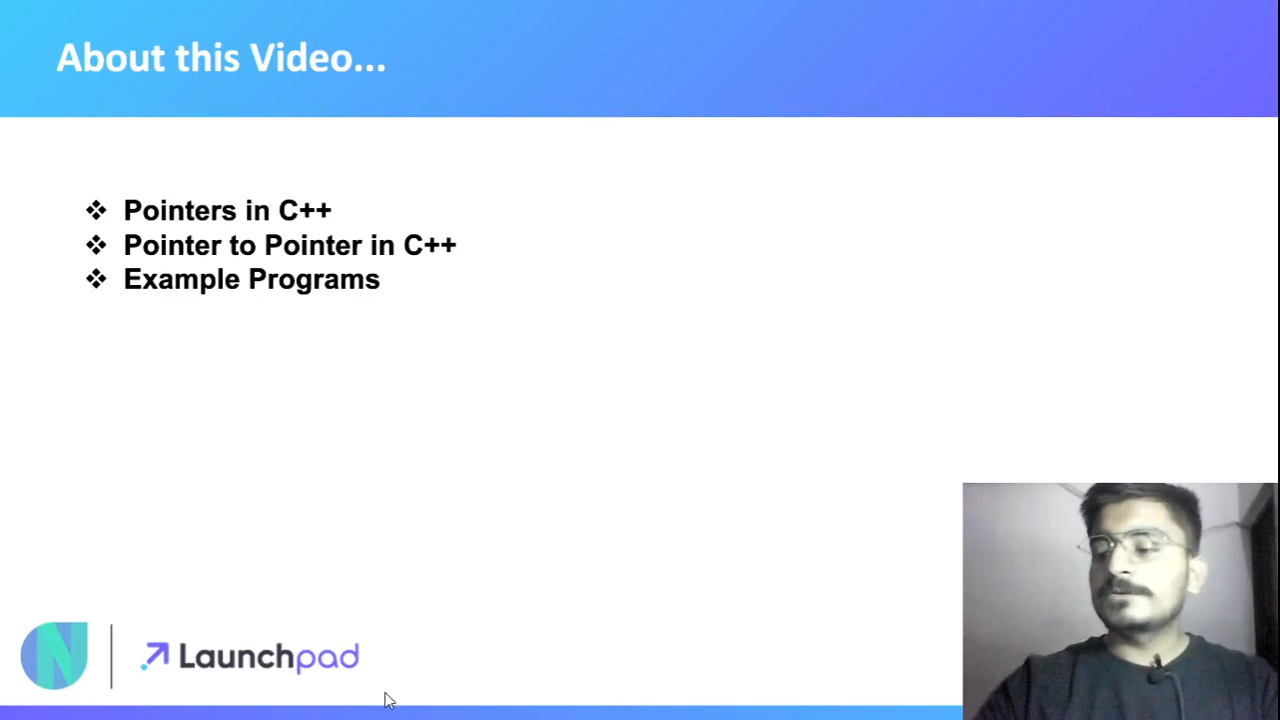 About this Video...
❖ Pointers in C++
❖ Pointer to Pointer in C++
❖ Example Programs
N
Launchpad